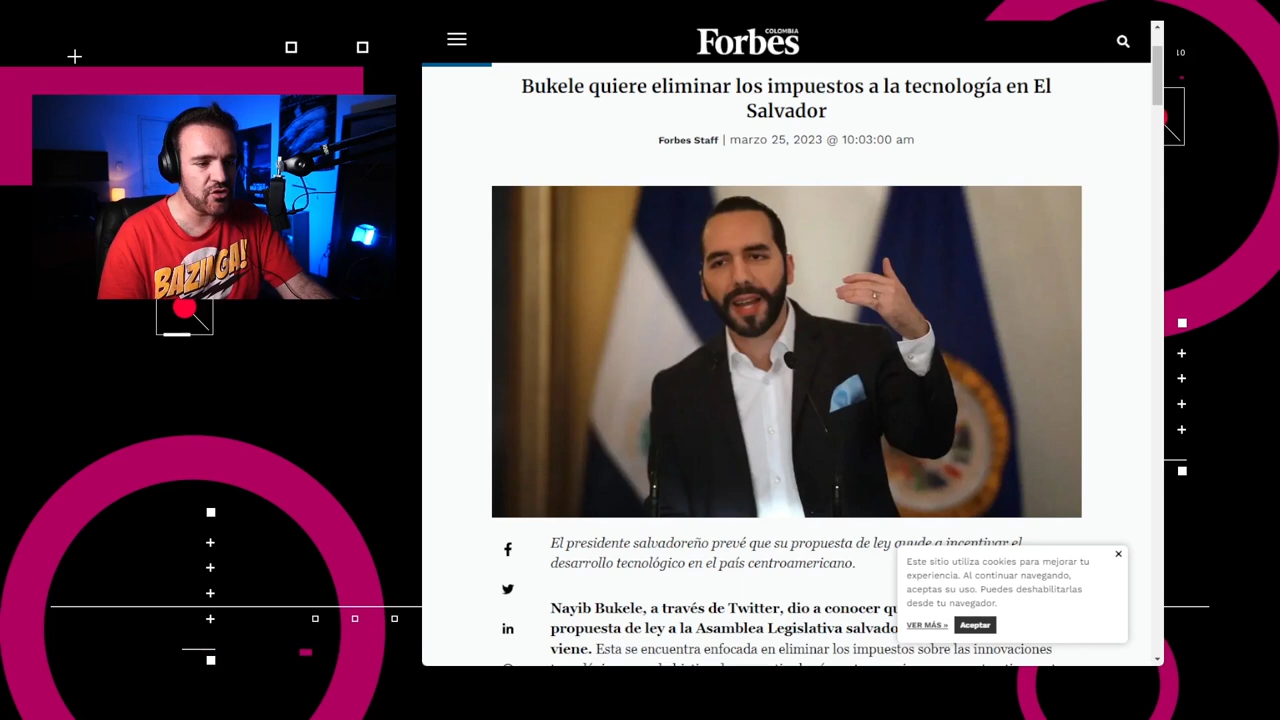 COLOMBIA
Forbes
10
Bukele quiere eliminar los impuestos a la tecnología en El
Salvador
Forbes Staff | marzo 25, 2023 @ 10:03:00 am
BAZINGA!
El presidente salvadoreño prevé que su propuesta de ley ayude a incentivar el
desarrollo tecnológico en el país centroamericano.
Nayib Bukele, a través de Twitter, dio a conocer
propuesta de ley a la Asamblea Legislativa
viene. Esta se encuentra enfocada en eliminar los impuestos sobre las innovaciones
Este sitio utiliza cookies para mejorar tu
experiencia. Al continuar navegando,
aceptas su uso. Puedes deshabilitarlas
desde tu navegador.
VER MÁS » Aceptar